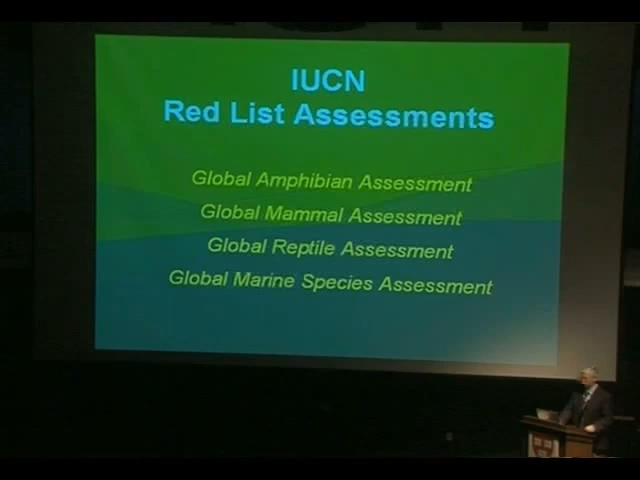 IUCN
Red List Assessments
Global Amphibian Assessment
Global Mammal Assessment
Global Reptile Assessment
Global Marine Species Assessment